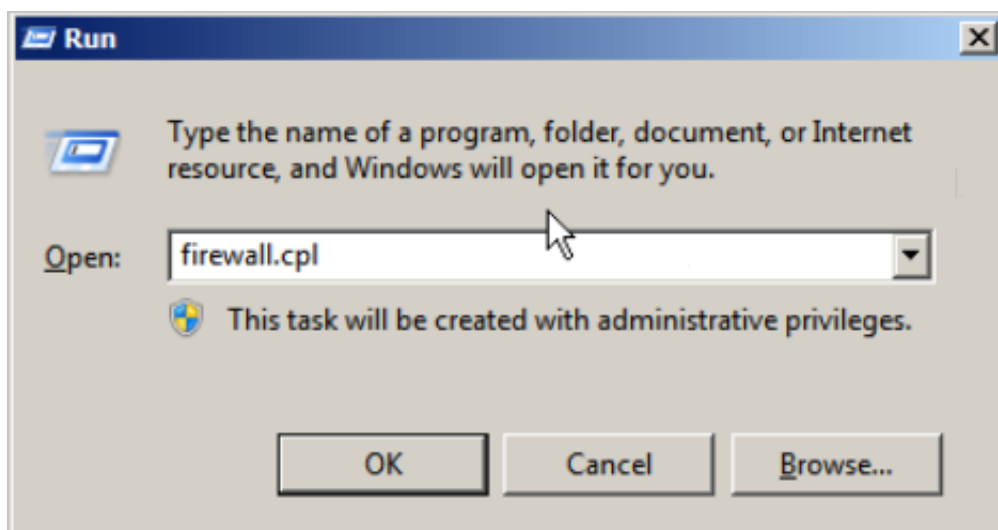 Run
Type the name of a program, folder, document, or Internet
resource, and Windows will open it for you.
Open: firewall.cpl
This task will be created with administrative privileges.
OK Cancel Browse...